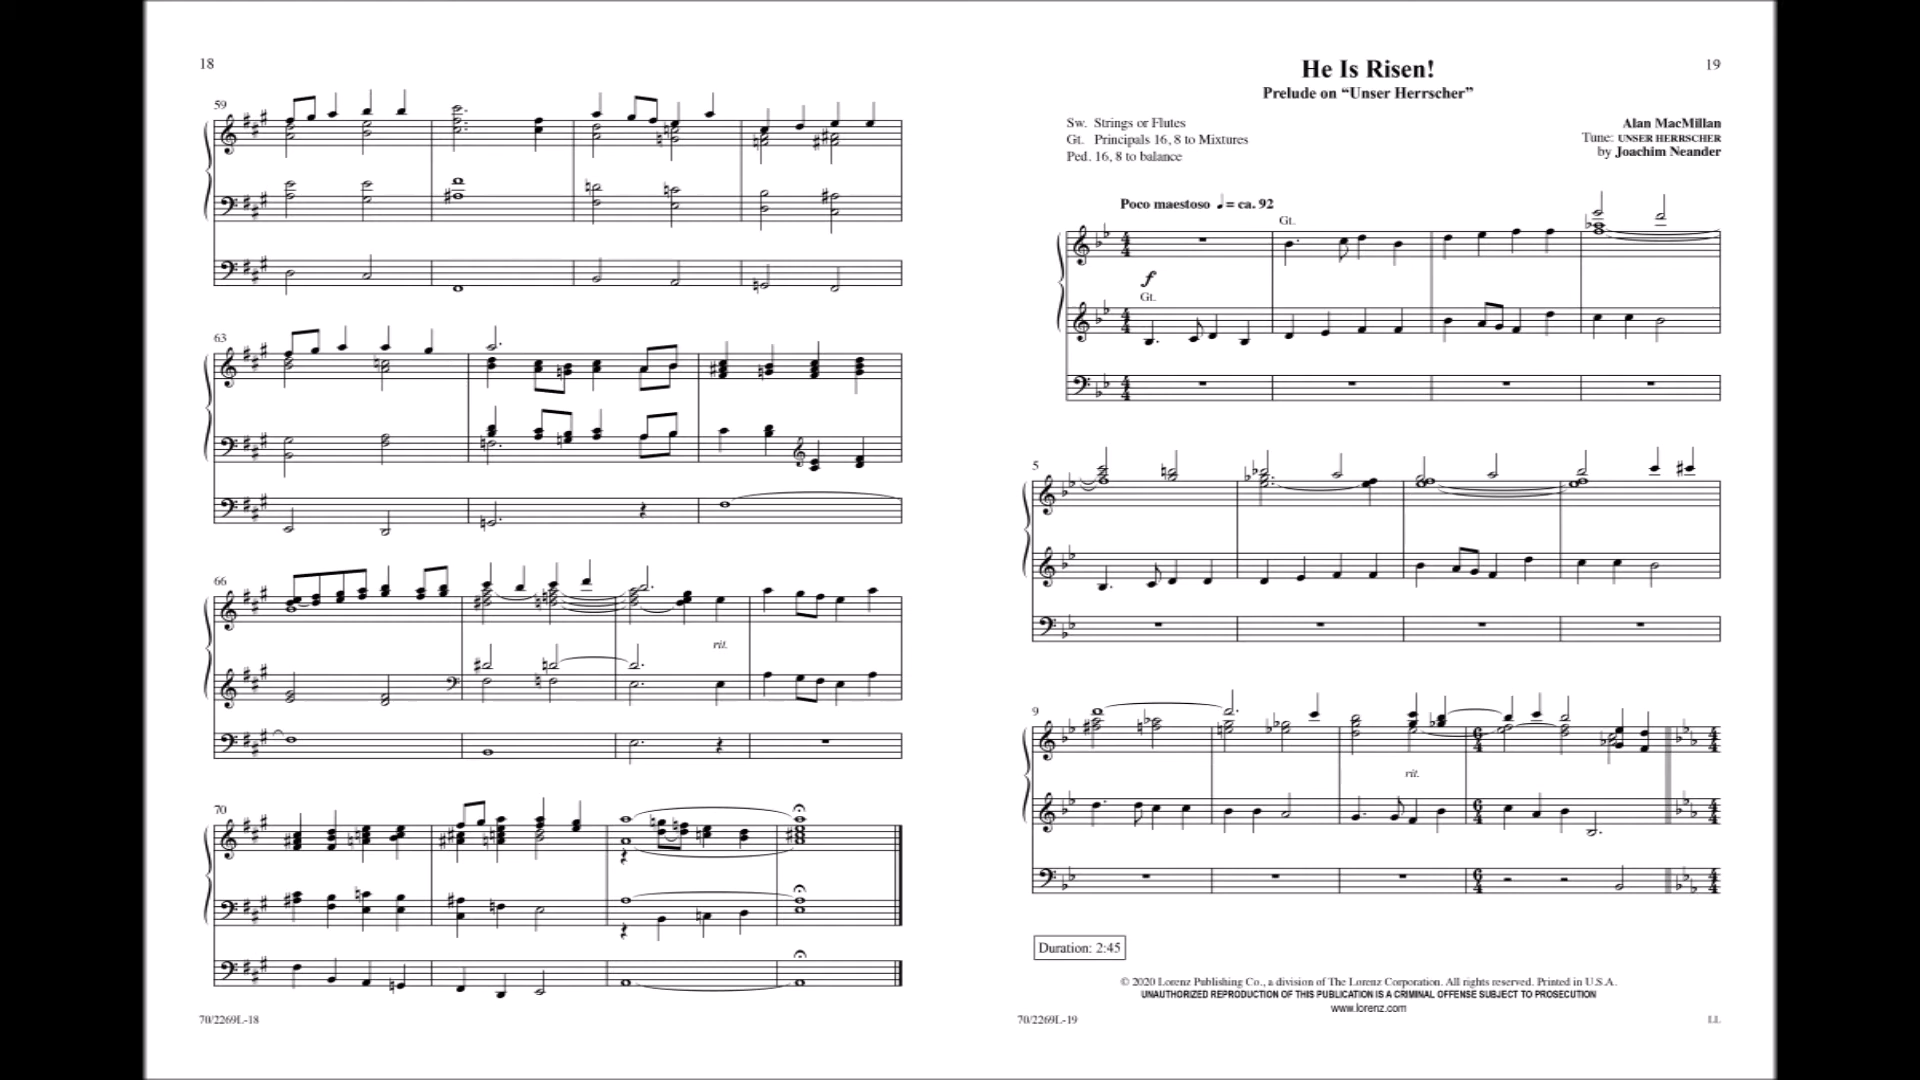 18
59
63
66
rit.
70
70/2269L-18
He Is Risen!
19
Prelude on “Unser Herrscher”
Sw. Strings or Flutes
Gt. Principals 16, 8 to Mixtures
Ped. 16, 8 to balance
Alan MacMillan
Tune: UNSER HERRSCHER
by Joachim Neander
Poco maestoso ♩= ca. 92
Gt.
f
Gt.
5
9
rit.
Duration: 2:45
© 2020 Lorenz Publishing Co., a division of The Lorenz Corporation. All rights reserved. Printed in U.S.A.
UNAUTHORIZED REPRODUCTION OF THIS PUBLICATION IS A CRIMINAL OFFENSE SUBJECT TO PROSECUTION
www.lorenz.com
70/2269L-19
LL